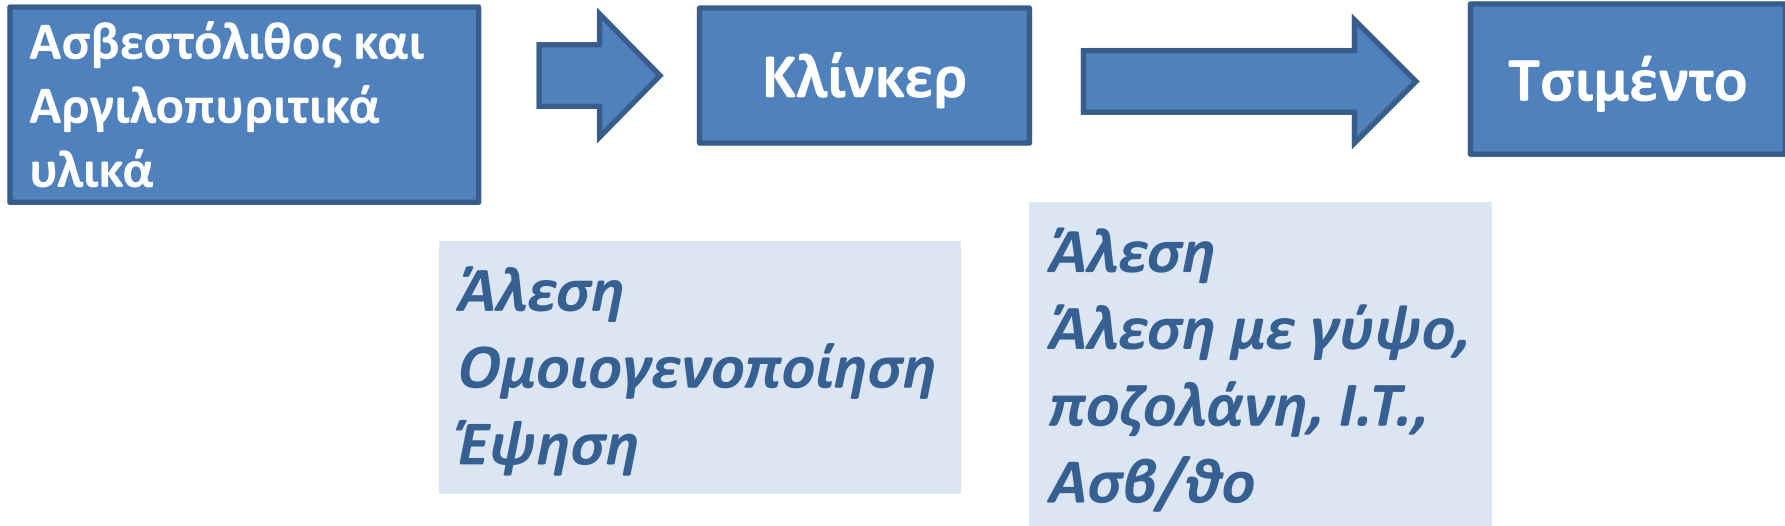 Ασβεστόλιθος και
Αργιλοπυριτικά
υλικά
Κλίνκερ
Τσιμέντο
Άλεση
Ομοιογενοποίηση
Έψηση
Άλεση
Άλεση με γύψο,
ποζολάνη, Ι.Τ.,
Ασβ/θο